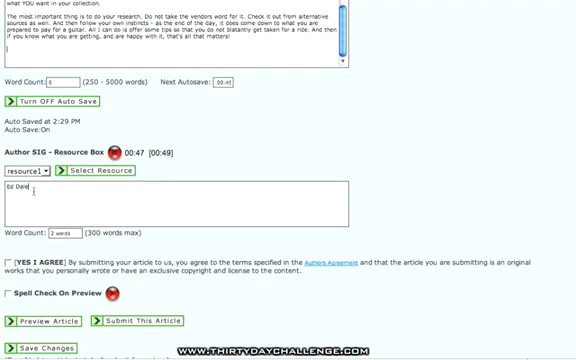 what YOU want in your collection.
The most important thing is to do your research. Do not take the vendors word for it. Check it out from alternative
sources as well. And then follow your own instincts - as the end of the day, it does come down to what you are
prepared to pay for a guitar. All I can do is offer some tips so that you do not blatantly get taken for a ride. And then
if you know what you are getting, and are happy with it, that's all that matters!
Word Count: 0 (250 - 5000 words) Next Autosave: 00:45
Turn OFF Auto Save
Auto Saved at 2:29 PM
Auto Save:On
Author SIG - Resource Box 00:47 [00:49]
resource1 Select Resource
Ed Dale
Word Count: 2 words (300 words max)
[YES I AGREE] By submitting your article to us, you agree to the terms specified in the Authors Agreement and that the article you are submitting is an original
works that you personally wrote or have an exclusive copyright and license to the content.
Spell Check On Preview
Preview Article Submit This Article
Save Changes
WWW.THIRTYDAYCHALLENGE.COM